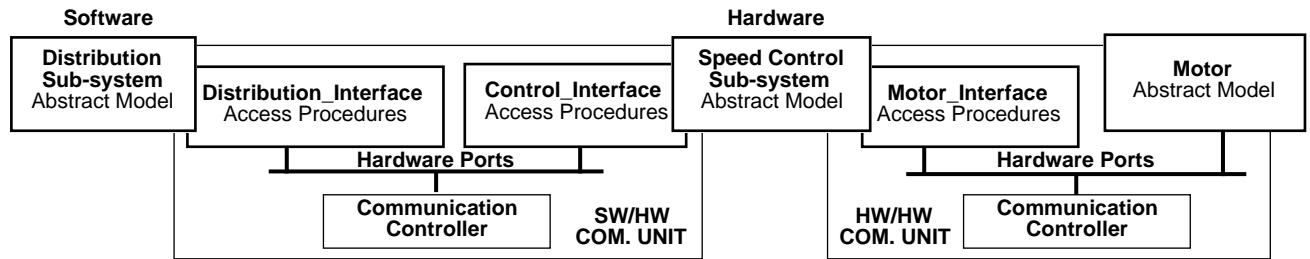 Software
Hardware
Distribution
Sub-system
Abstract Model
Distribution_Interface
Access Procedures
Control_Interface
Access Procedures
Speed Control
Sub-system
Abstract Model
Motor_Interface
Access Procedures
Motor
Abstract Model
Hardware Ports
Communication
Controller
SW/HW
COM. UNIT
Hardware Ports
HW/HW
COM. UNIT
Communication
Controller